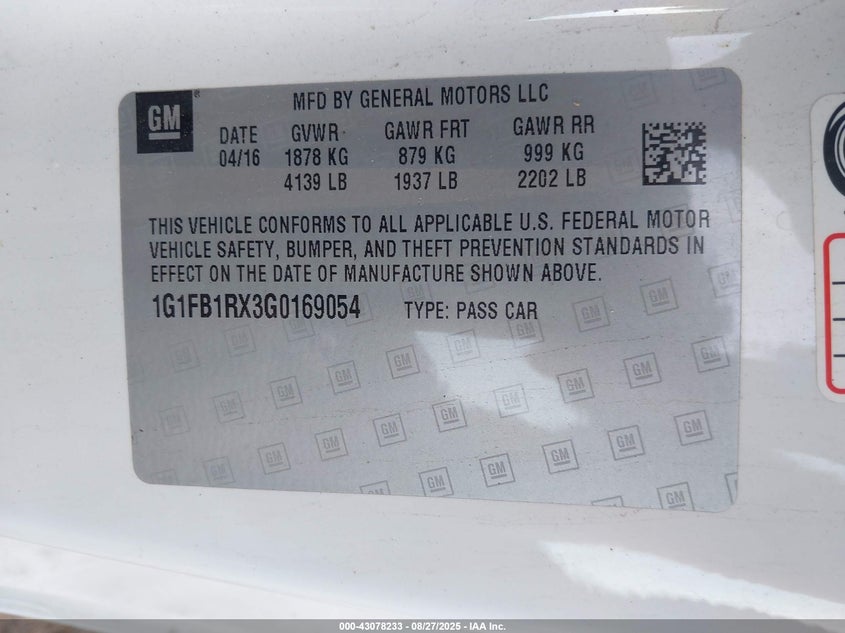 GM
MFD BY GENERAL MOTORS LLC
DATE GVWR GAWR FRT GAWR RR
04/16 1878 KG 879 KG 999 KG
4139 LB 1937 LB 2202 LB
THIS VEHICLE CONFORMS TO ALL APPLICABLE U.S. FEDERAL MOTOR
VEHICLE SAFETY, BUMPER, AND THEFT PREVENTION STANDARDS IN
EFFECT ON THE DATE OF MANUFACTURE SHOWN ABOVE.
1G1FB1RX3G0169054 TYPE: PASS CAR
000-43078233 - 08/27/2025 - IAA Inc.